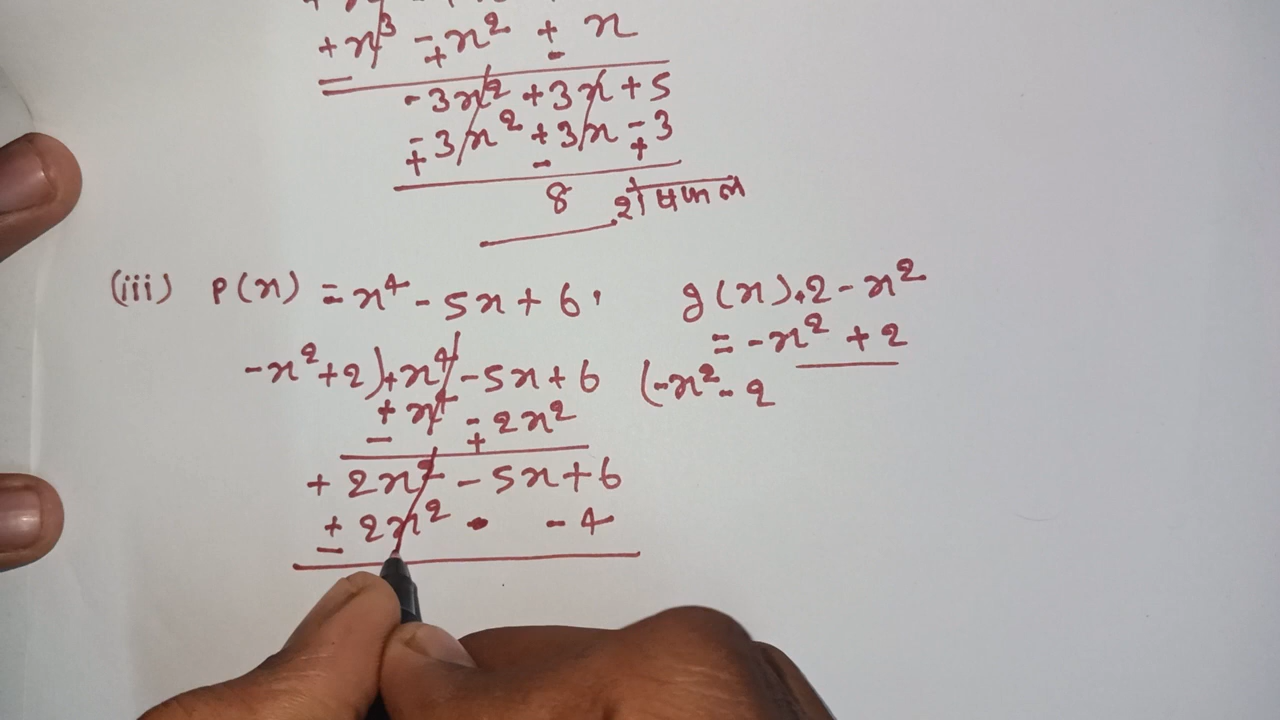 +x³ -x² + x
= + -
-3x² + 3x + 5
-3x² + 3x - 3
+ - +
8 शेषफल
(iii) P(x) = x⁴ - 5x + 6, g(x).2 - x²
= -x² + 2
-x²+2)+x⁴ - 5x + 6 (-x² - 2
+ x⁴ - 2x²
- +
+ 2x² - 5x + 6
+ 2x² - 4
-